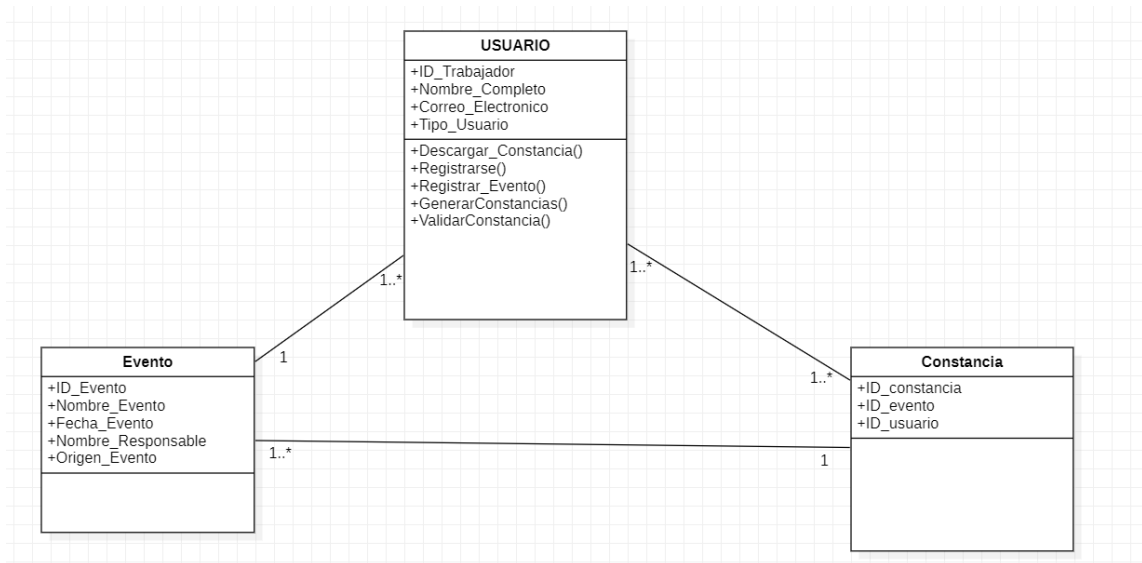 USUARIO
+ID_Trabajador
+Nombre_Completo
+Correo_Electronico
+Tipo_Usuario
+Descargar_Constancia()
+Registrarse()
+Registrar_Evento()
+GenerarConstancias()
+ValidarConstancia()
1..*
1..*
1
1..*
Evento
+ID_Evento
+Nombre_Evento
+Fecha_Evento
+Nombre_Responsable
+Origen_Evento
1..*
1
Constancia
+ID_constancia
+ID_evento
+ID_usuario